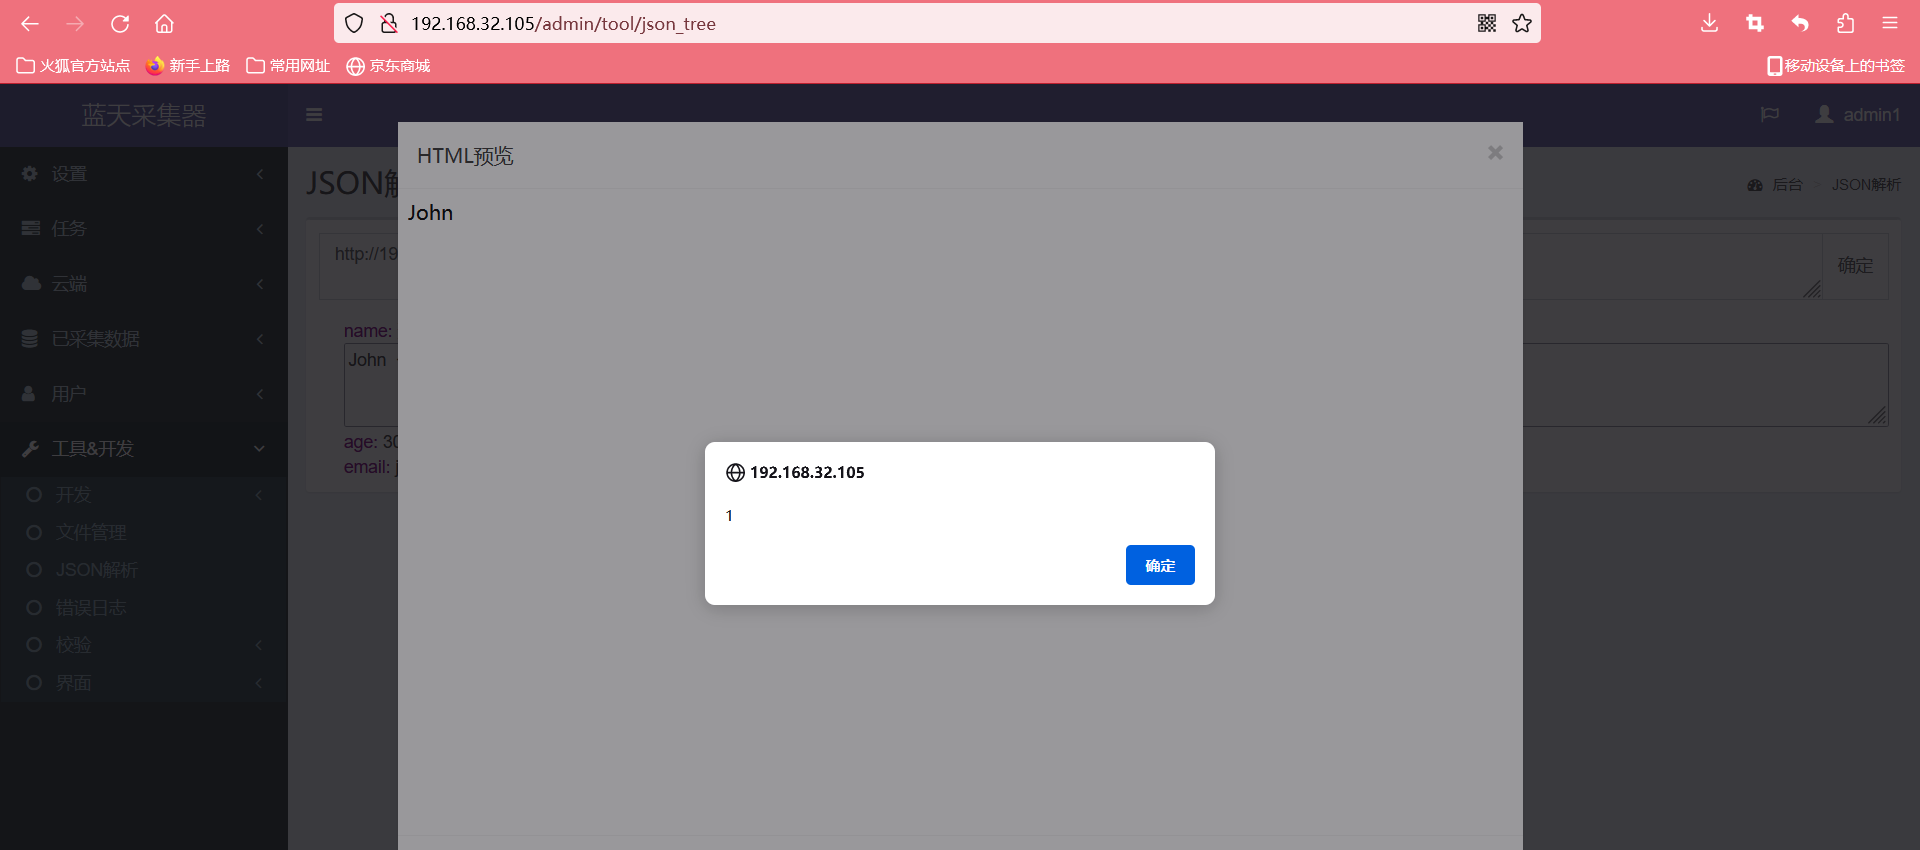 192.168.32.105/admin/tool/json_tree
火狐官方站点
新手上路
常用网址
京东商城
移动设备上的书签
蓝天采集器
admin1
HTML预览
设置
JSON解
后台
JSON解析
John
任务
http://19
确定
云端
name:
已采集数据
John
用户
age: 30
工具&开发
email: j
192.168.32.105
开发
1
文件管理
JSON解析
确定
错误日志
校验
界面